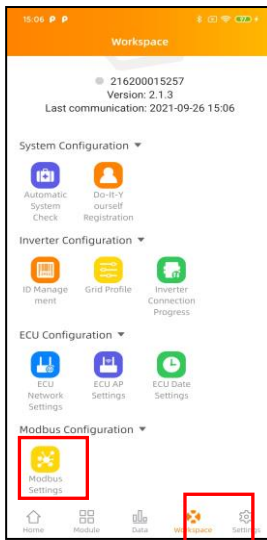 15:06
Workspace
216200015257
Version: 2.1.3
Last communication: 2021-09-26 15:06
System Configuration
Automatic System Check
Do-It-Y ourself Registration
Inverter Configuration
ID Manage ment
Grid Profile
Inverter Connection Progress
ECU Configuration
ECU Network Settings
ECU AP Settings
ECU Date Settings
Modbus Configuration
Modbus Settings
Home Module Data Workspace Settings